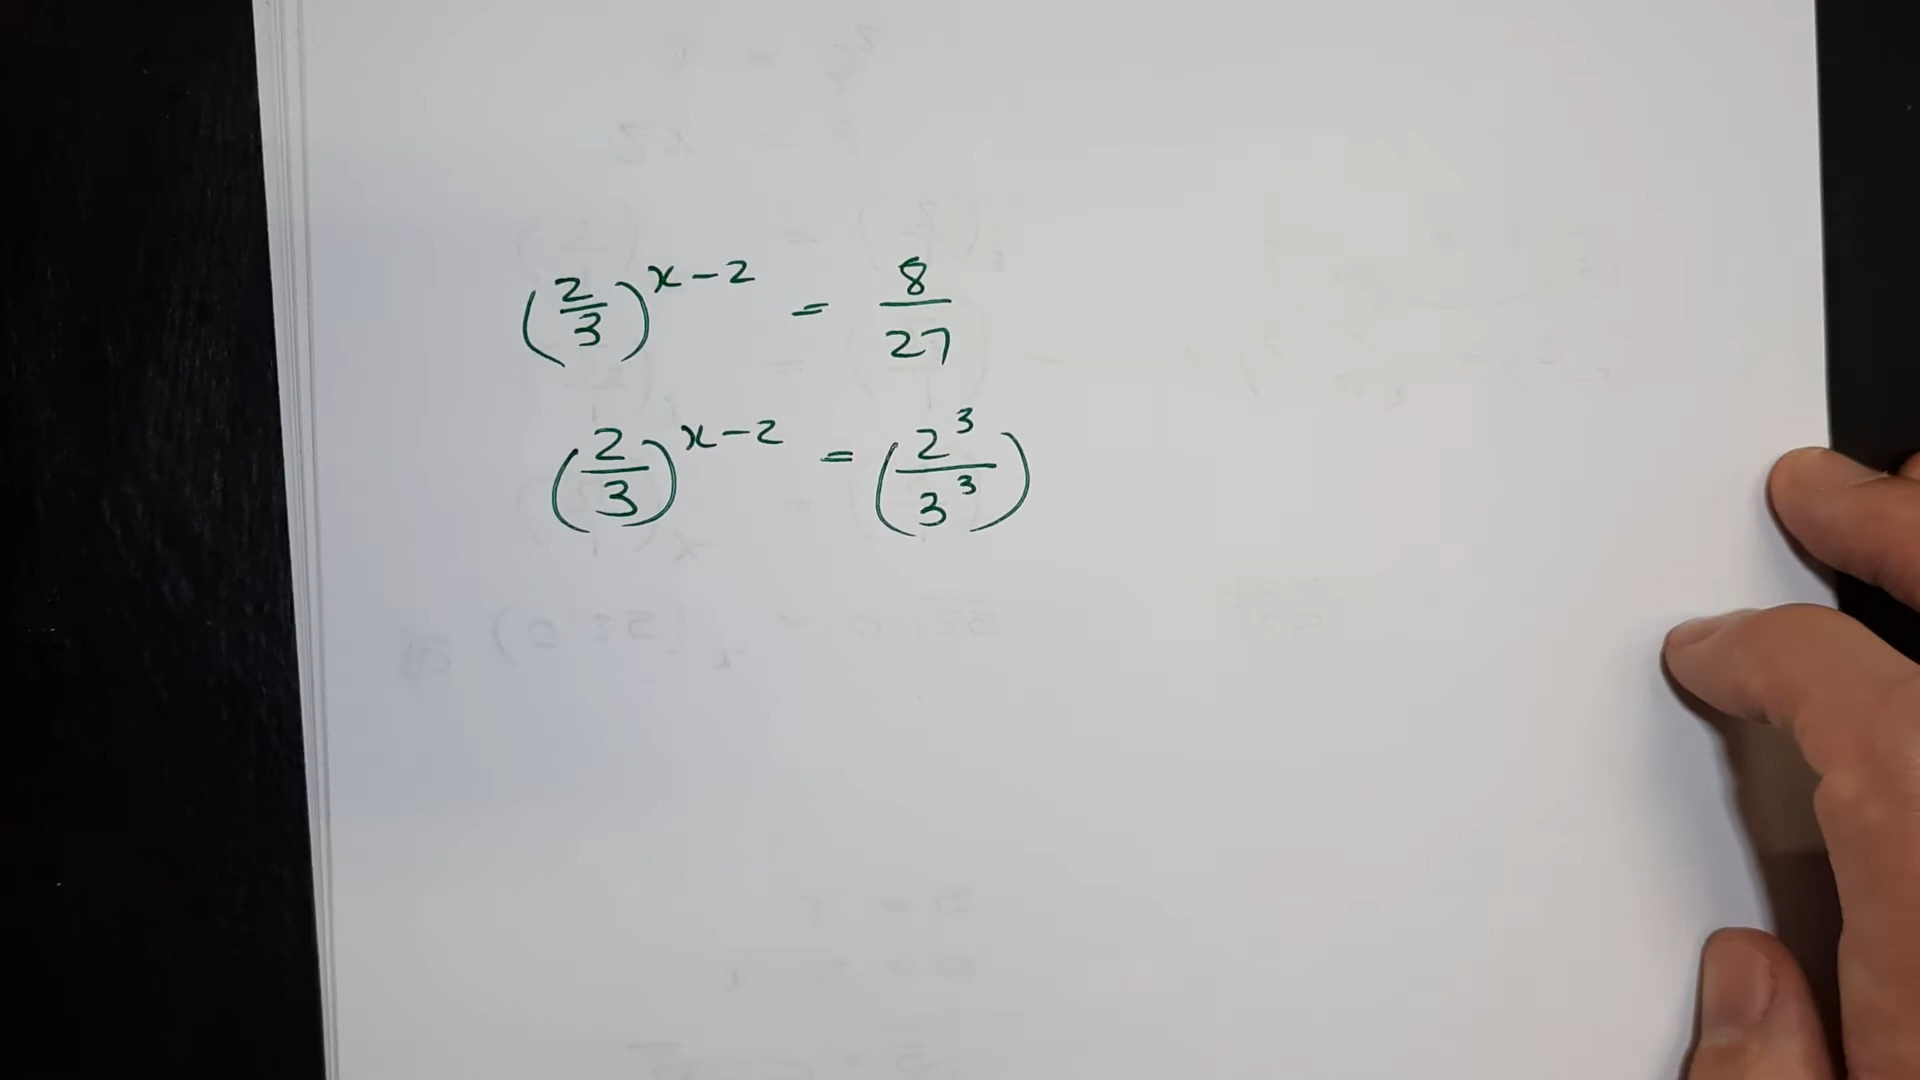 (2/3)^(x-2) = 8/27
(2/3)^(x-2) = (2^3/3^3)